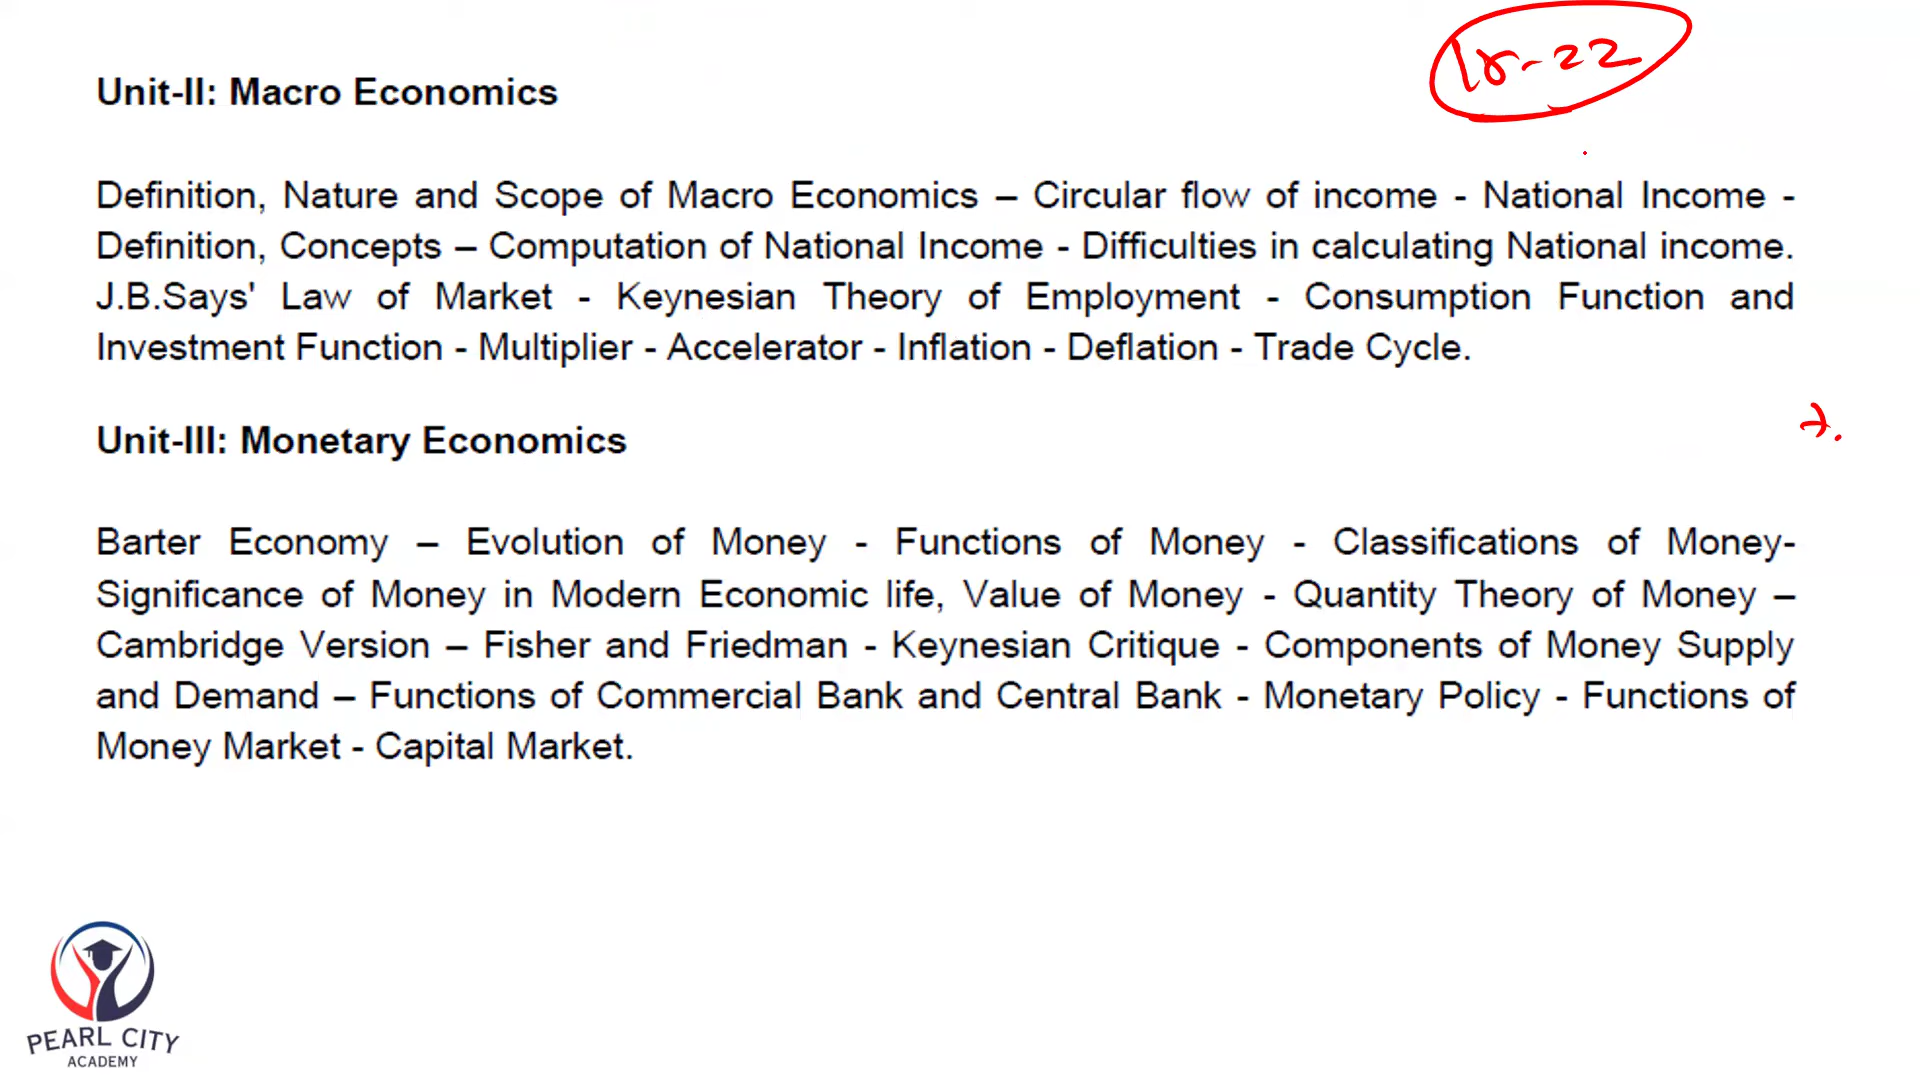 18-22
Unit-II: Macro Economics
Definition, Nature and Scope of Macro Economics – Circular flow of income - National Income -
Definition, Concepts – Computation of National Income - Difficulties in calculating National income.
J.B.Says' Law of Market - Keynesian Theory of Employment - Consumption Function and
Investment Function - Multiplier - Accelerator - Inflation - Deflation - Trade Cycle.
Unit-III: Monetary Economics
Barter Economy – Evolution of Money - Functions of Money - Classifications of Money-
Significance of Money in Modern Economic life, Value of Money - Quantity Theory of Money –
Cambridge Version – Fisher and Friedman - Keynesian Critique - Components of Money Supply
and Demand – Functions of Commercial Bank and Central Bank - Monetary Policy - Functions of
Money Market - Capital Market.
PEARL CITY
ACADEMY